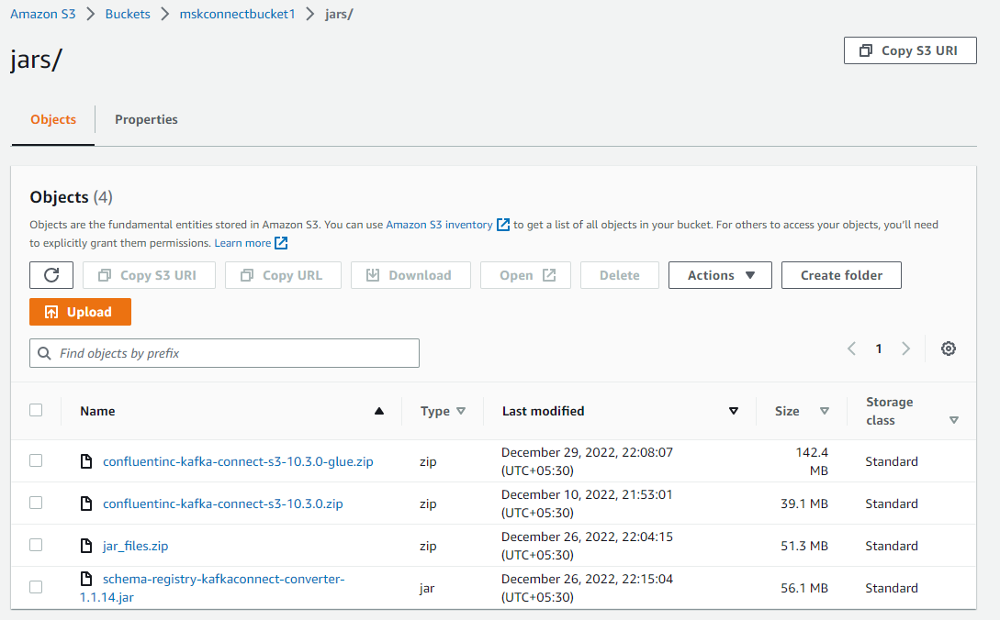 Amazon S3 > Buckets > mskconnectbucket1 > jars/
jars/
Copy S3 URI
Objects
Properties
Objects (4)
Objects are the fundamental entities stored in Amazon S3. You can use Amazon S3 inventory to get a list of all objects in your bucket. For others to access your objects, you'll need
to explicitly grant them permissions. Learn more
Copy S3 URI Copy URL Download Open Delete Actions Create folder
Upload
Find objects by prefix
1
Name Type Last modified Size Storage
class
confluentinc-kafka-connect-s3-10.3.0-glue.zip zip December 29, 2022, 22:08:07
(UTC+05:30) 142.4
MB Standard
confluentinc-kafka-connect-s3-10.3.0.zip zip December 10, 2022, 21:53:01
(UTC+05:30) 39.1 MB Standard
jar_files.zip zip December 26, 2022, 22:04:15
(UTC+05:30) 51.3 MB Standard
schema-registry-kafkaconnect-converter-
1.1.14.jar jar December 26, 2022, 22:15:04
(UTC+05:30) 56.1 MB Standard